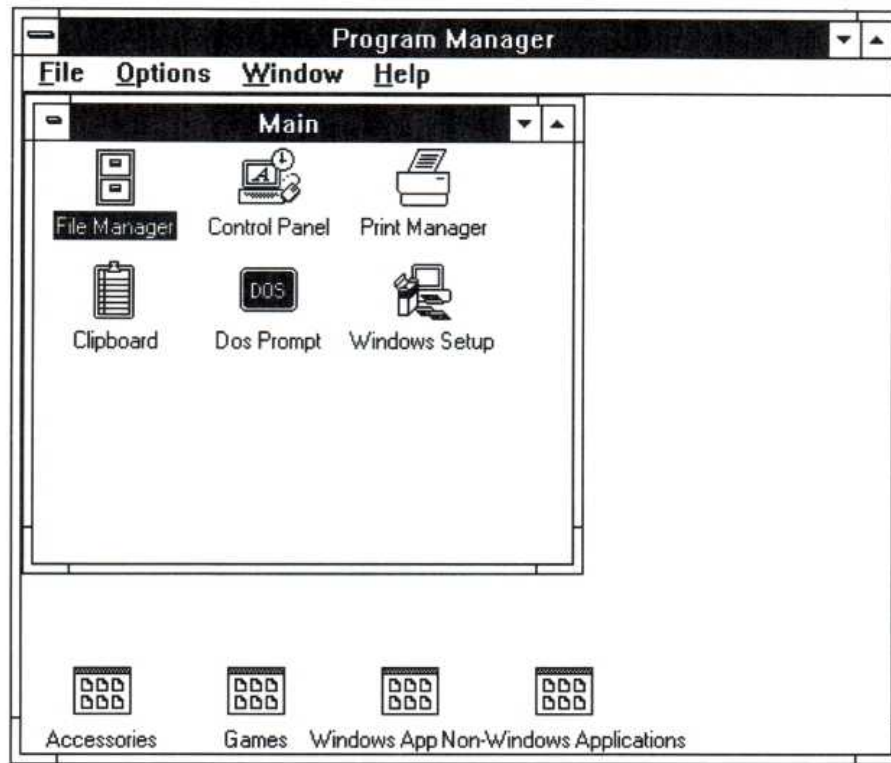 Program Manager
File Options Window Help
Main
File Manager Control Panel Print Manager
DOS
Clipboard Dos Prompt Windows Setup
Accessories Games Windows App Non-Windows Applications